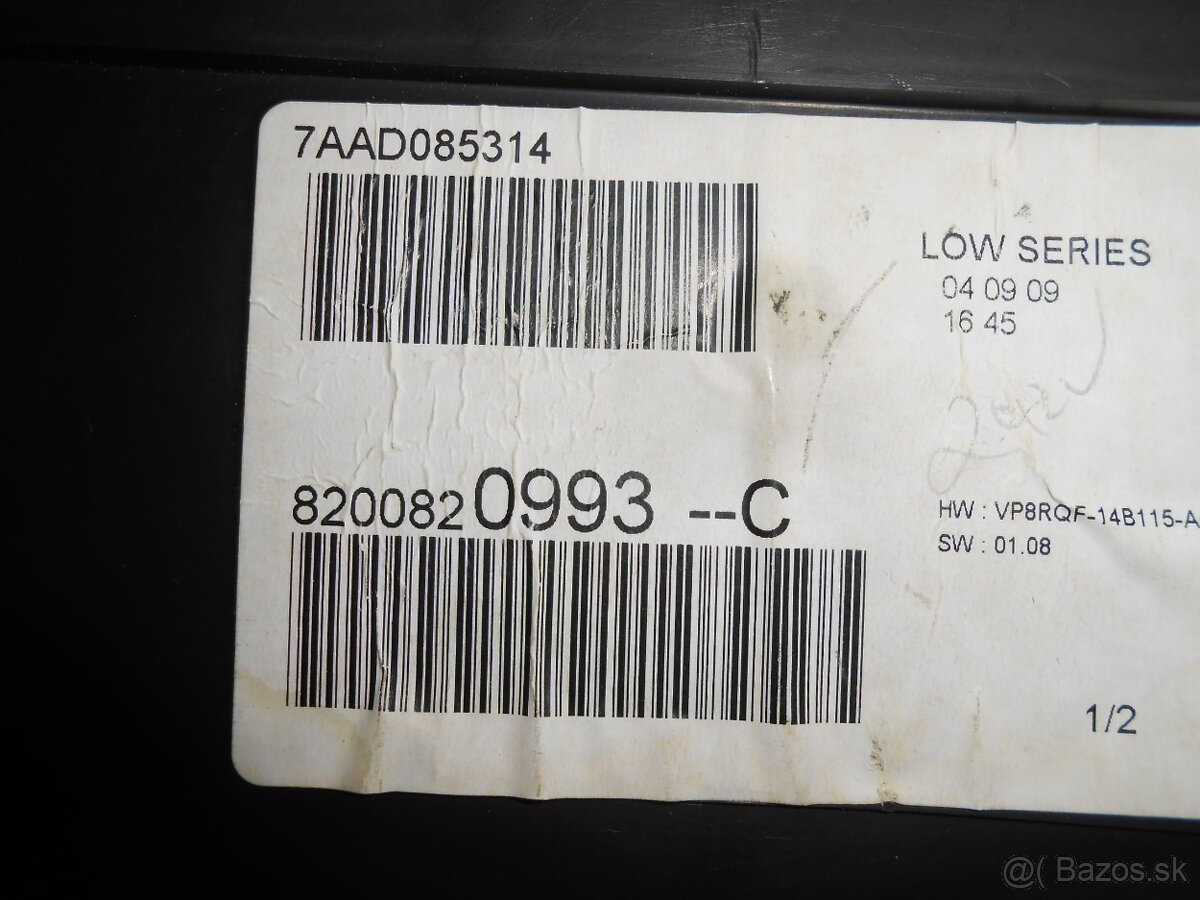 7AAD085314
LOW SERIES
04 09 09
16 45
8200820993 --C
HW : VP8RQF-14B115-A
SW : 01.08
1/2
@( Bazos.sk